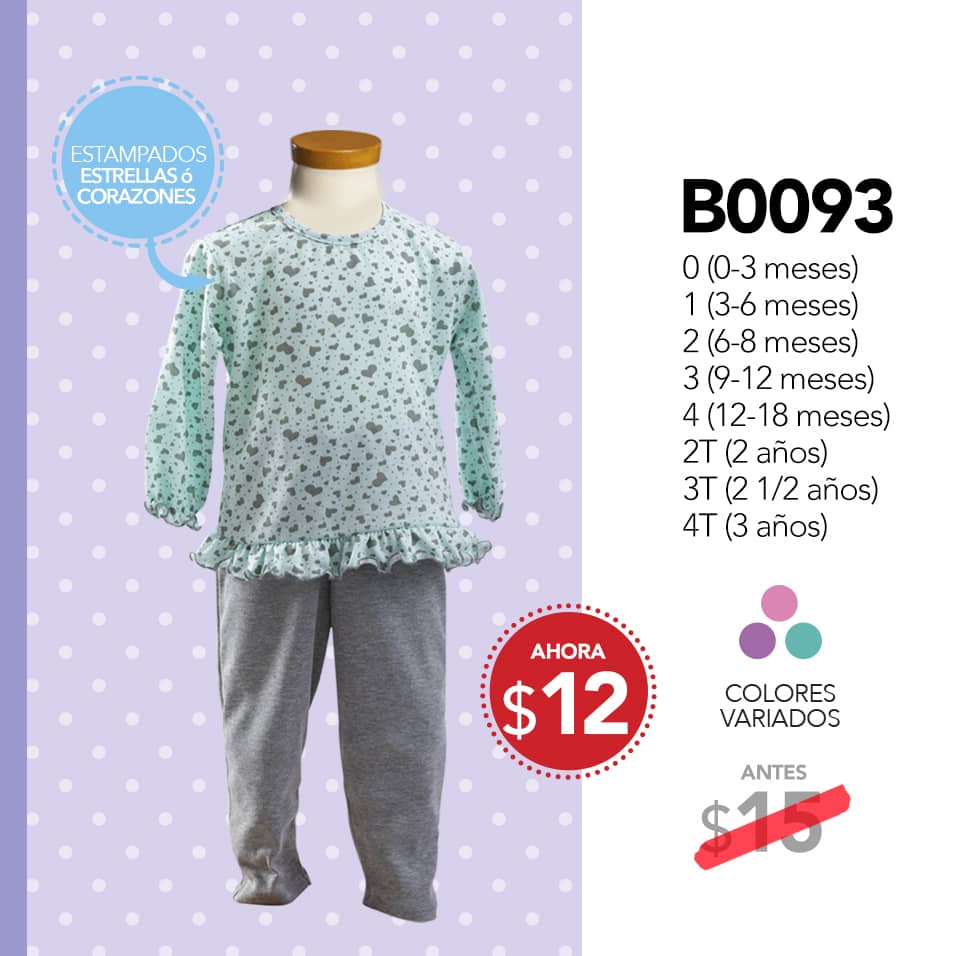 ESTAMPADOS
ESTRELLAS ó
CORAZONES
B0093
0 (0-3 meses)
1 (3-6 meses)
2 (6-8 meses)
3 (9-12 meses)
4 (12-18 meses)
2T (2 años)
3T (2 1/2 años)
4T (3 años)
AHORA
$12
COLORES
VARIADOS
ANTES
$15